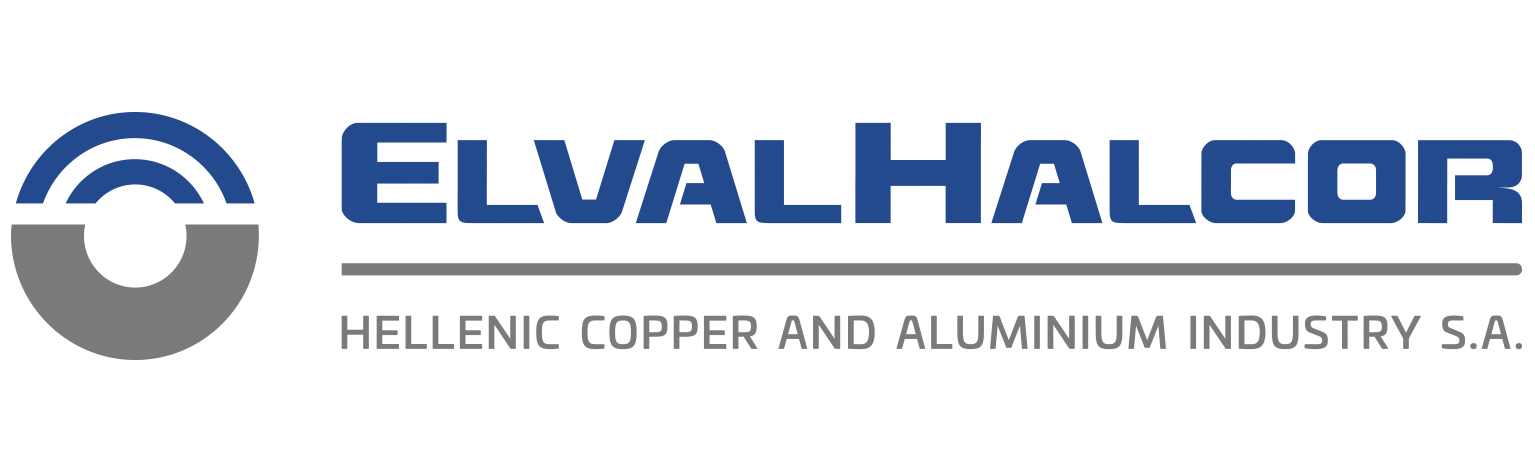 ELVALHALCOR
HELLENIC COPPER AND ALUMINIUM INDUSTRY S.A.